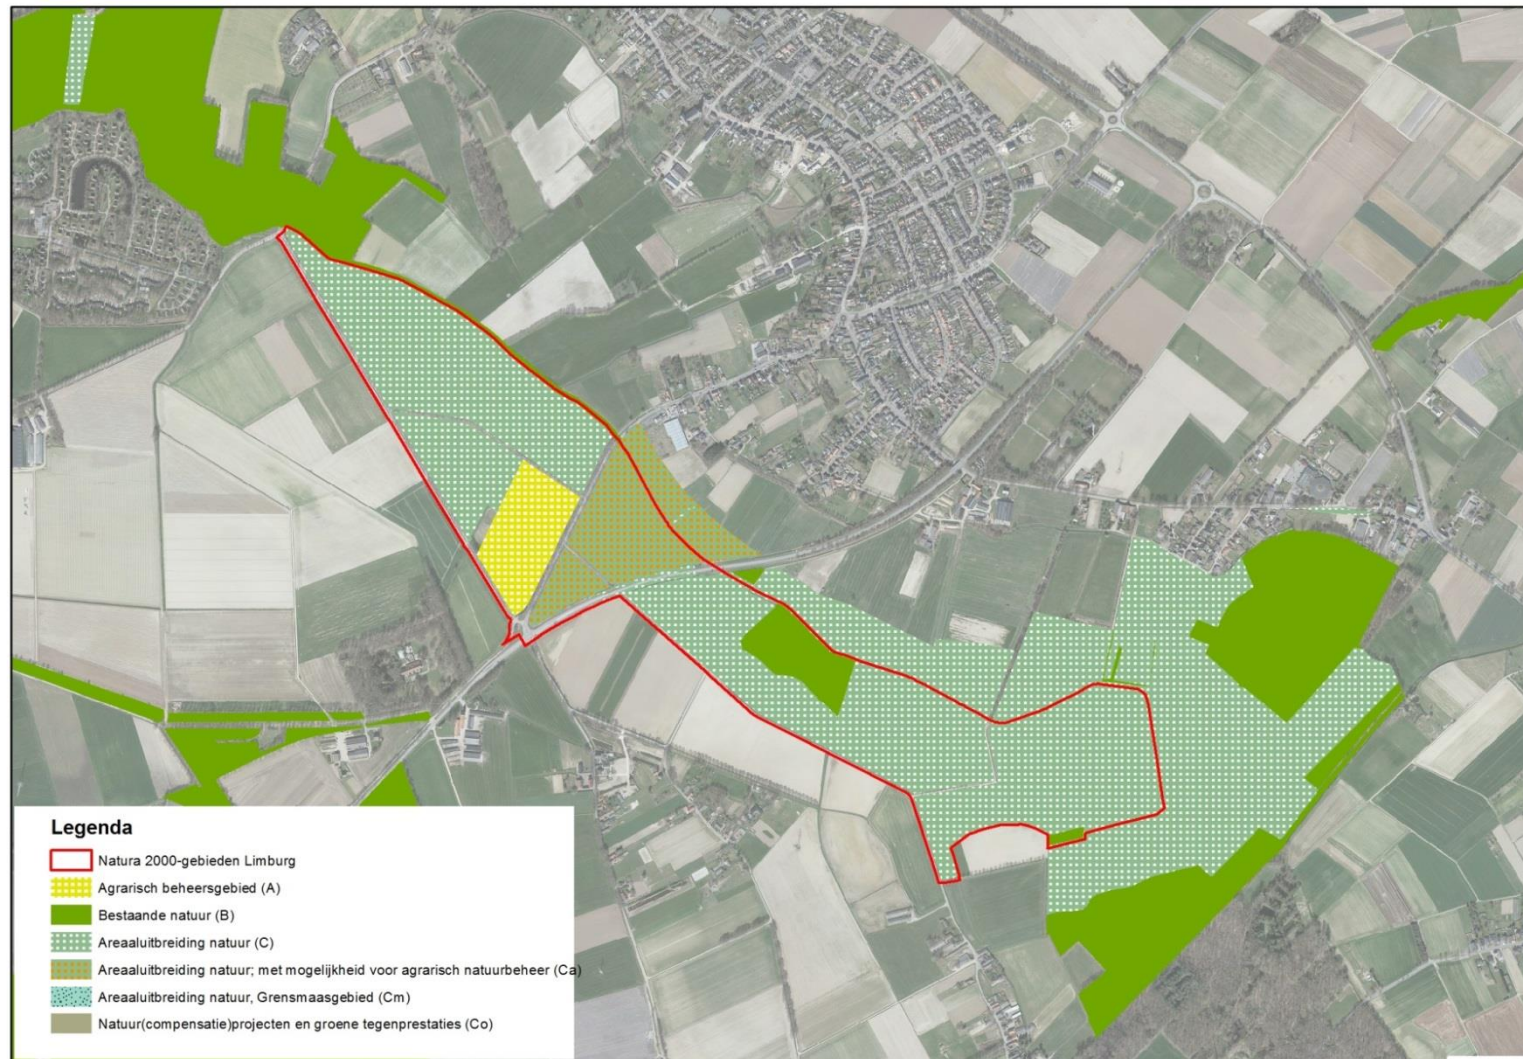 Legenda
Natura 2000-gebieden Limburg
Agrarisch beheersgebied (A)
Bestaande natuur (B)
Areaaluitbreiding natuur (C)
Areaaluitbreiding natuur; met mogelijkheid voor agrarisch natuurbeheer (Ca)
Areaaluitbreiding natuur, Grensmaasgebied (Cm)
Natuur(compensatie)projecten en groene tegenprestaties (Co)